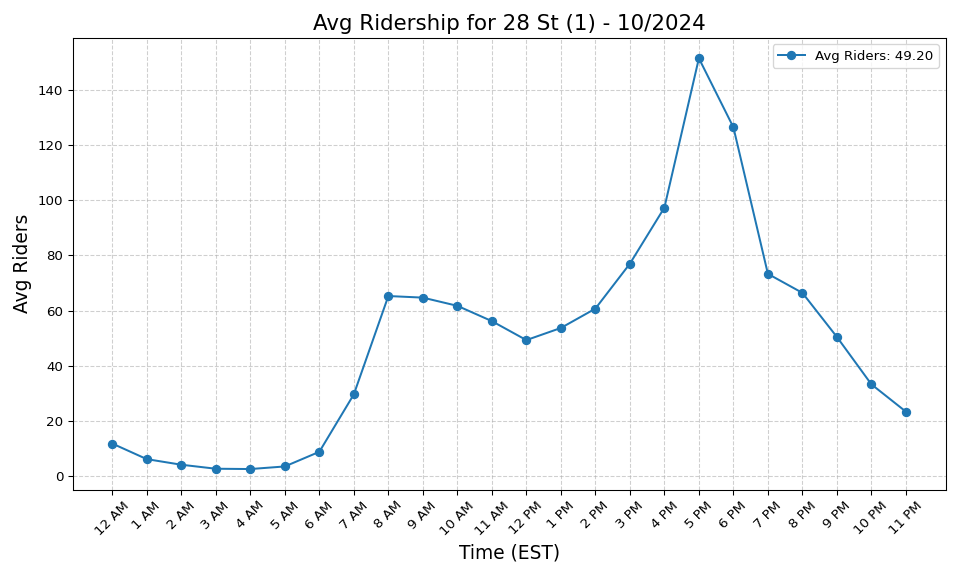 Avg Ridership for 28 St (1) - 10/2024
Avg Riders: 49.20
Avg Riders
140
120
100
80
60
40
20
0
12 AM
1 AM
2 AM
3 AM
4 AM
5 AM
6 AM
7 AM
8 AM
9 AM
10 AM
11 AM
12 PM
1 PM
2 PM
3 PM
4 PM
5 PM
6 PM
7 PM
8 PM
9 PM
10 PM
11 PM
Time (EST)